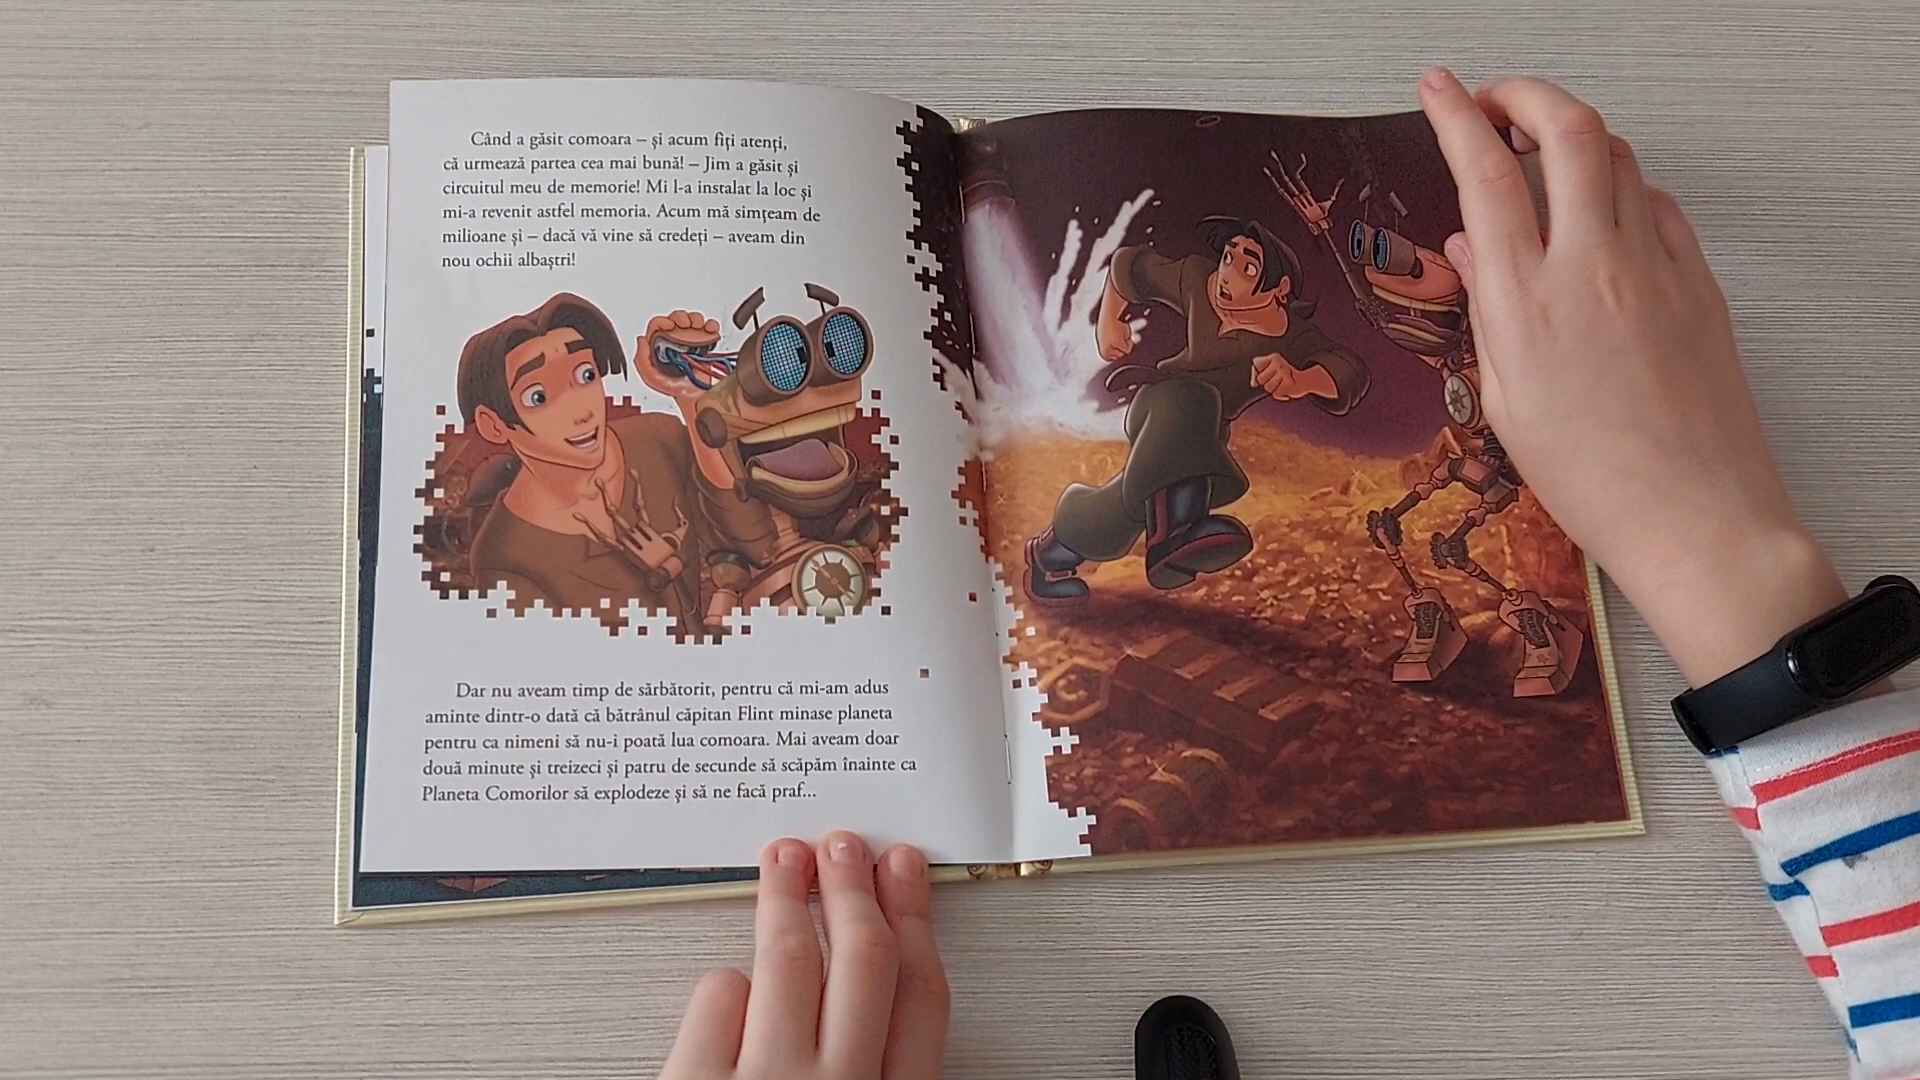 Când a găsit comoara – și acum fiți atenți,
că urmează partea cea mai bună! – Jim a găsit și
circuitul meu de memorie! Mi l-a instalat la loc și
mi-a revenit astfel memoria. Acum mă simțeam de
milioane și – dacă vă vine să credeți – aveam din
nou ochii albaștri!
Dar nu aveam timp de sărbătorit, pentru că mi-am adus
aminte dintr-o dată că bătrânul căpitan Flint minase planeta
pentru ca nimeni să nu-i poată lua comoara. Mai aveam doar
două minute și treizeci și patru de secunde să scăpăm înainte ca
Planeta Comorilor să explodeze și să ne facă praf...